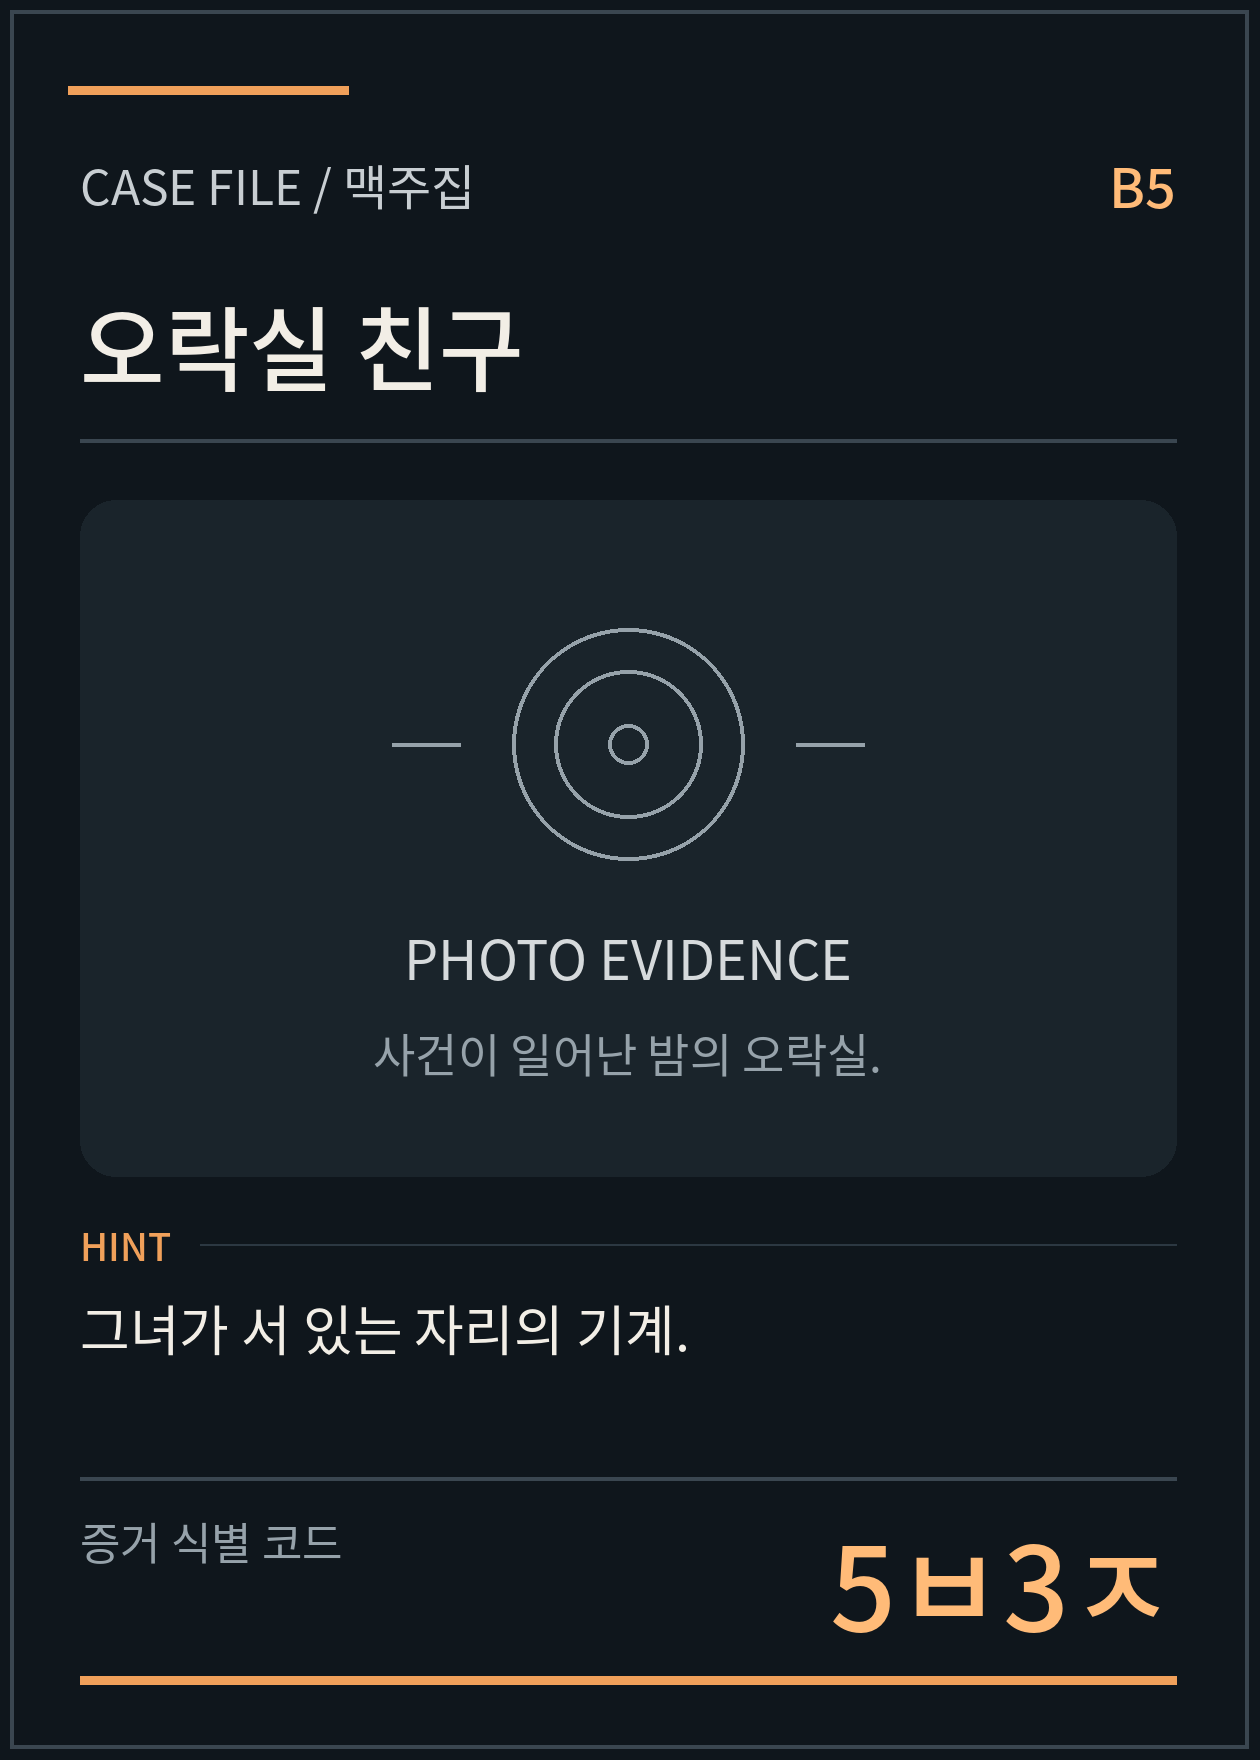 CASE FILE / 맥주집
B5
오락실 친구
PHOTO EVIDENCE
사건이 일어난 밤의 오락실.
HINT
그녀가 서 있는 자리의 기계.
증거 식별 코드
5ㅂ3ㅈ